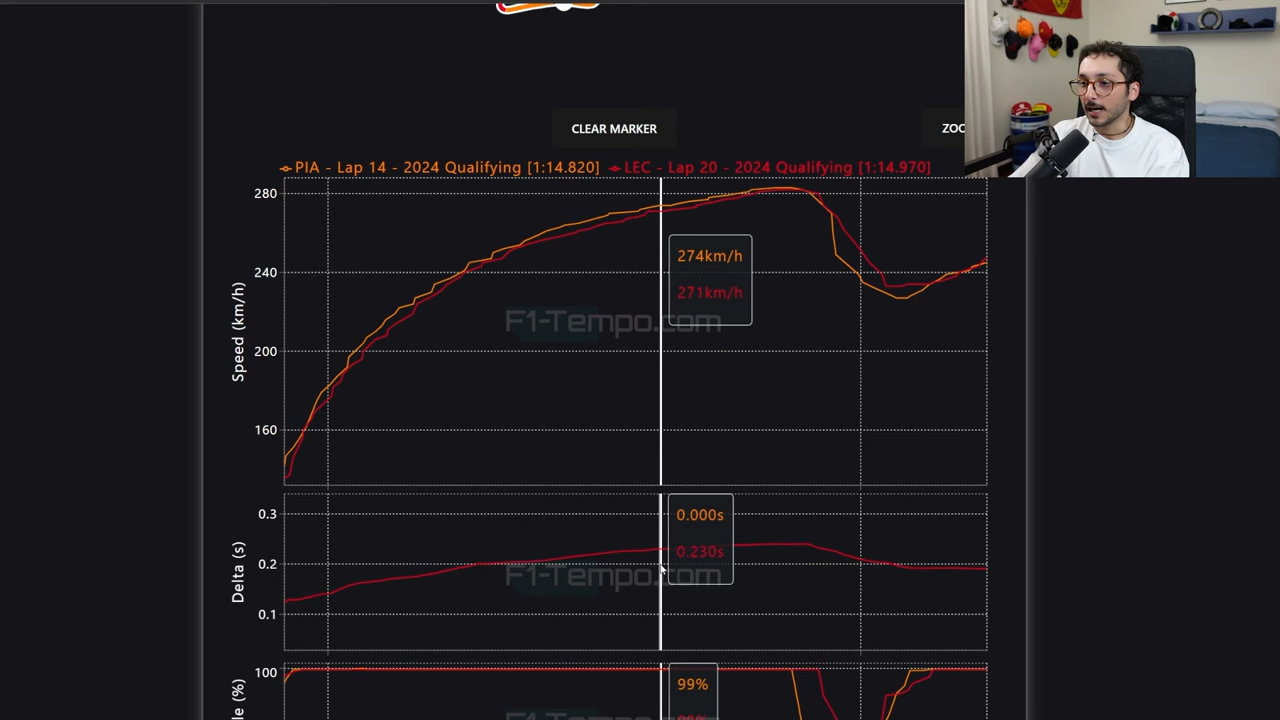 CLEAR MARKER
ZOO
PIA - Lap 14 - 2024 Qualifying [1:14.820] LEC - Lap 20 - 2024 Qualifying [1:14.970]
280
240
200
160
Speed (km/h)
274km/h
271km/h
F1-Tempo.com
0.3
0.2
0.1
Delta (s)
0.000s
0.230s
F1-Tempo.com
100
le (%)
99%